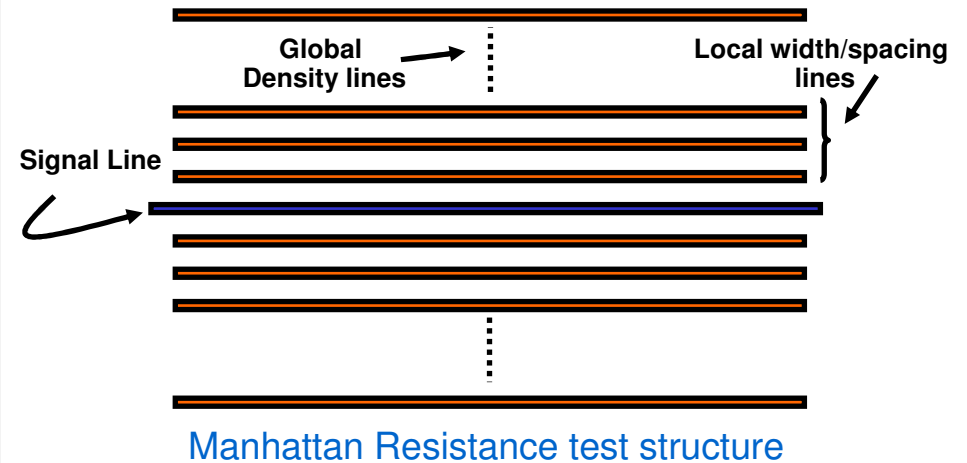 Global
Density lines
Local width/spacing
lines
Signal Line
Manhattan Resistance test structure